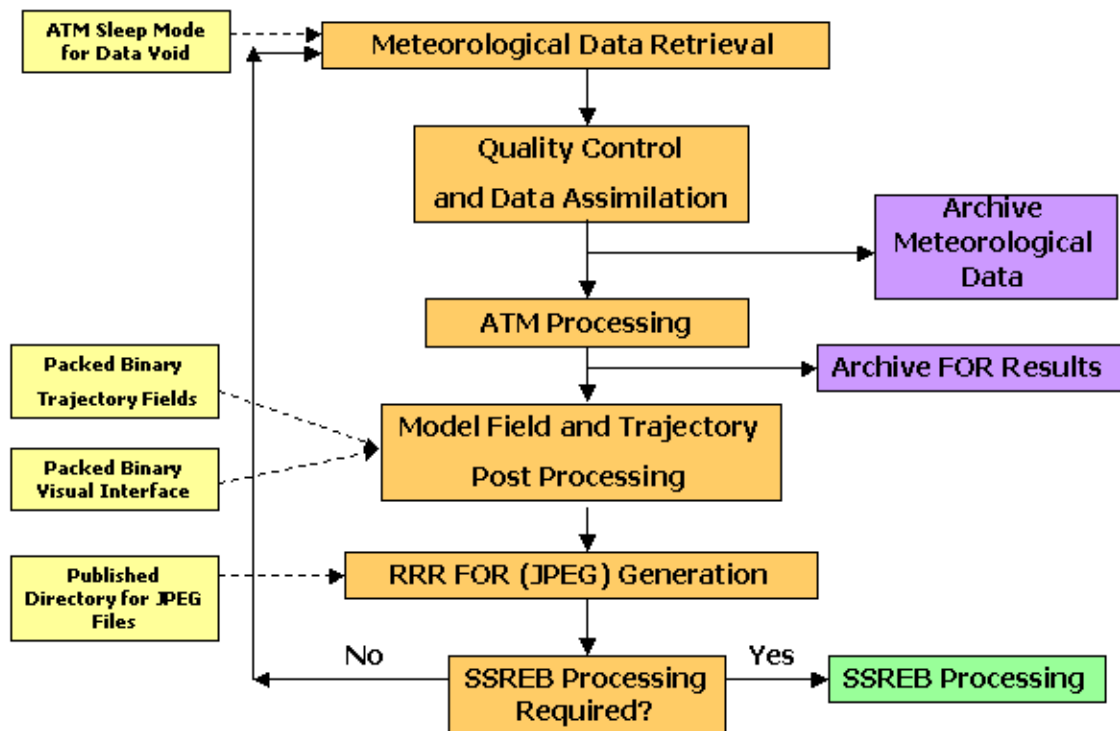 ATM Sleep Mode
for Data Void
Meteorological Data Retrieval
Quality Control
and Data Assimilation
Archive
Meteorological
Data
ATM Processing
Archive FOR Results
Packed Binary
Trajectory Fields
Model Field and Trajectory
Post Processing
Packed Binary
Visual Interface
Published
Directory for JPEG
Files
RRR FOR (JPEG) Generation
No
Yes
SSREB Processing
Required?
SSREB Processing